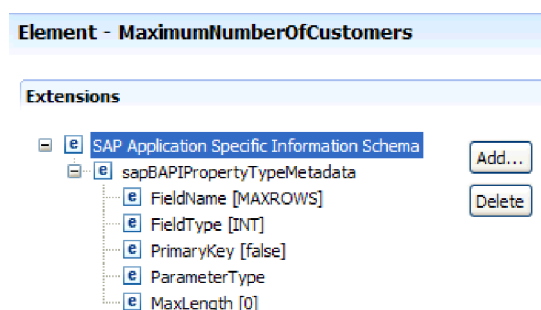 Element - MaximumNumberOfCustomers
Extensions
SAP Application Specific Information Schema
Add...
sapBAPIPropertyTypeMetadata
FieldName [MAXROWS]
Delete
FieldType [INT]
PrimaryKey [false]
ParameterType
MaxLength [0]